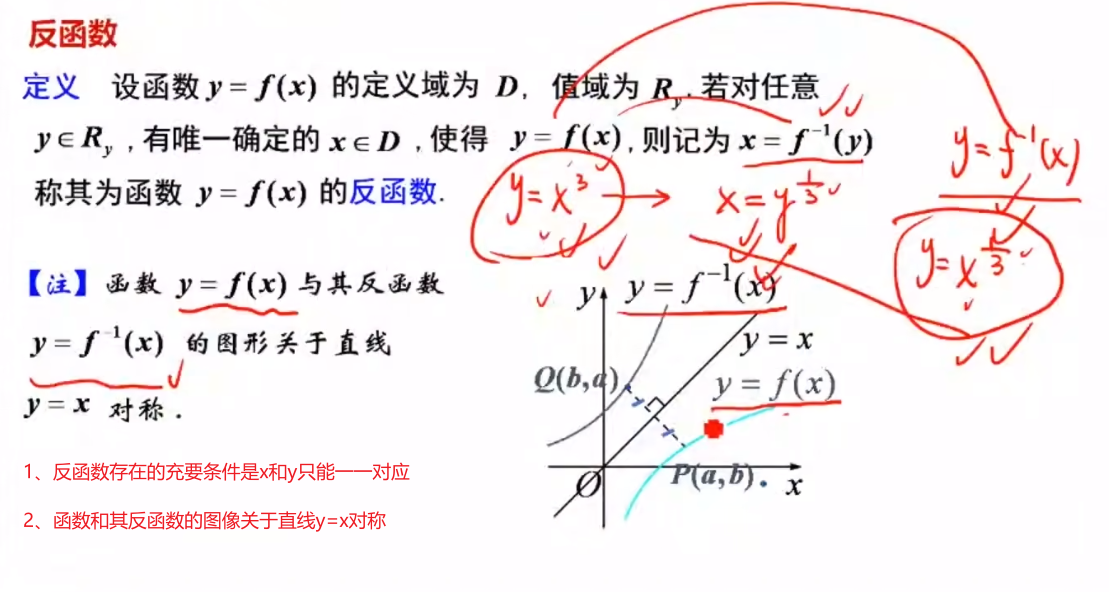 反函数
定义 设函数 y = f(x) 的定义域为 D, 值域为 R_y. 若对任意
y ∈ R_y , 有唯一确定的 x ∈ D , 使得 y = f(x) , 则记为 x = f⁻¹(y)
y = f⁻¹(x)
称其为函数 y = f(x) 的反函数.
y = x³ → x = y^{1/3}
y = x^{1/3}
【注】函数 y = f(x) 与其反函数
y = f⁻¹(x) 的图形关于直线
y = x 对称 .
y
y = f⁻¹(x)
y = x
Q(b,a)
y = f(x)
P(a,b).
O
x
1、反函数存在的充要条件是x和y只能一一对应
2、函数和其反函数的图像关于直线y=x对称